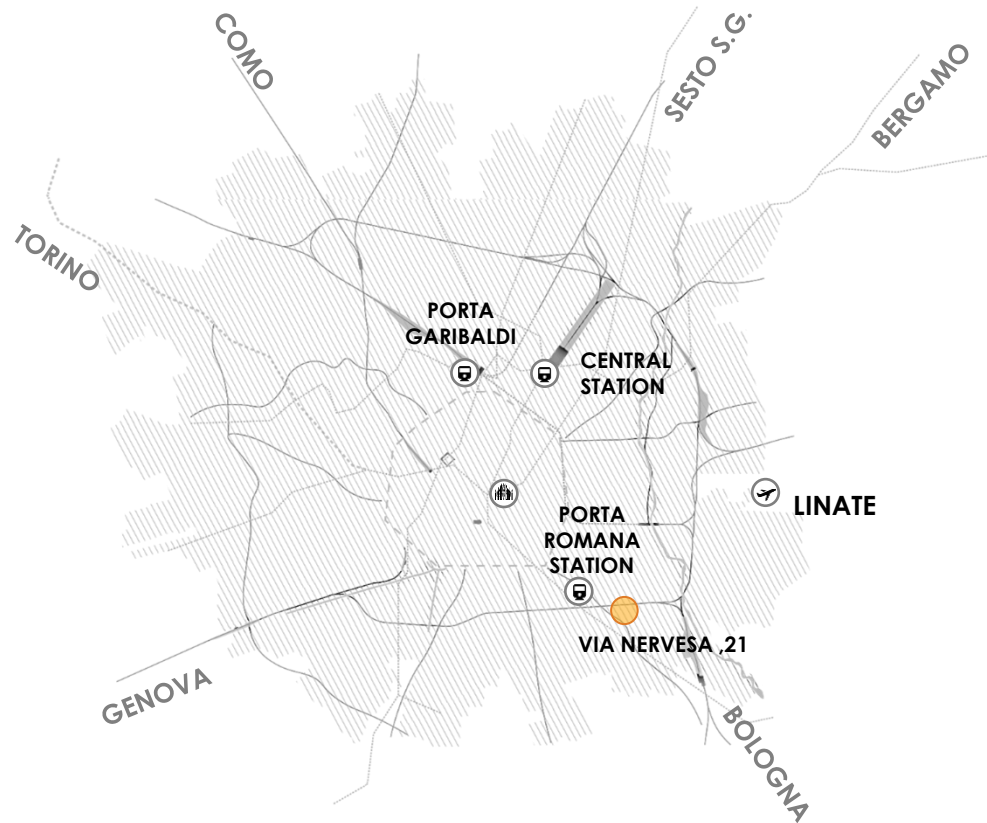 COMO
SESTO S.G.
BERGAMO
TORINO
PORTA
GARIBALDI
CENTRAL
STATION
LINATE
PORTA
ROMANA
STATION
VIA NERVESA ,21
GENOVA
BOLOGNA